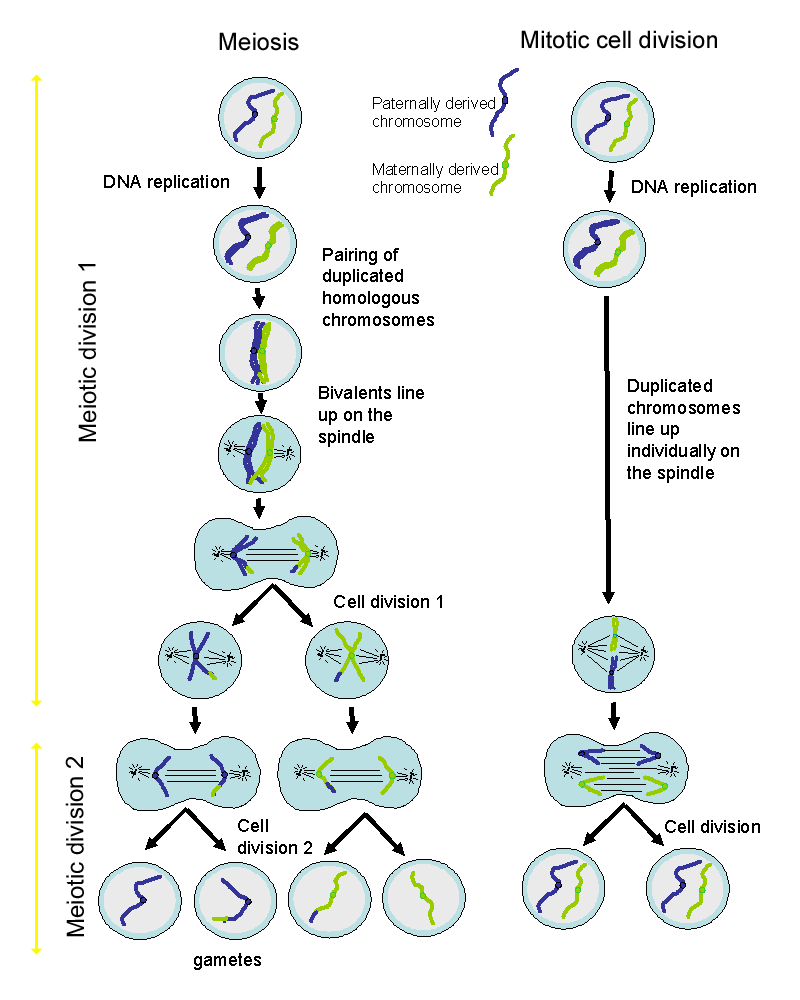 Meiosis
Mitotic cell division
Paternally derived
chromosome
Maternally derived
chromosome
DNA replication
DNA replication
Pairing of
duplicated
homologous
chromosomes
Meiotic division 1
Bivalents line
up on the
spindle
Duplicated
chromosomes
line up
individually on
the spindle
Cell division 1
Meiotic division 2
Cell
division 2
Cell division
gametes